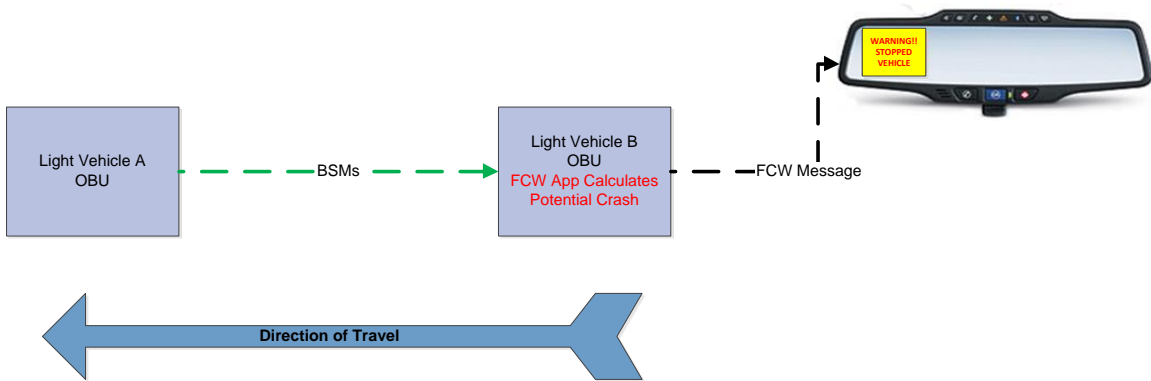 WARNING!!
STOPPED
VEHICLE
Light Vehicle A
OBU
BSMs
Light Vehicle B
OBU
FCW App Calculates
Potential Crash
FCW Message
Direction of Travel